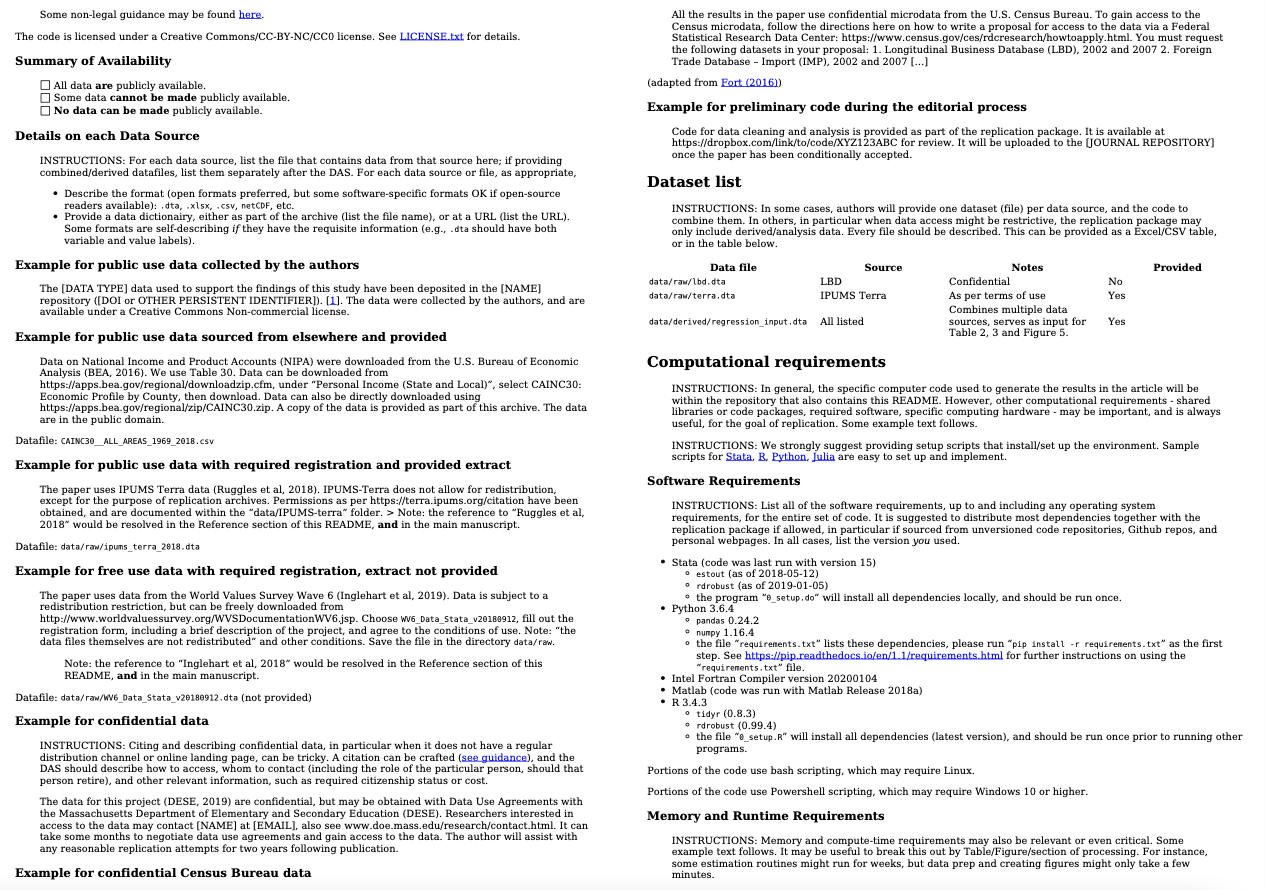 Some non-legal guidance may be found here.
The code is licensed under a Creative Commons/CC-BY-NC/CC0 license. See LICENSE.txt for details.
Summary of Availability
☐ All data are publicly available.
☐ Some data cannot be made publicly available.
☐ No data can be made publicly available.
Details on each Data Source
INSTRUCTIONS: For each data source, list the file that contains data from that source here; if providing
combined/derived datafiles, list them separately after the DAS. For each data source or file, as appropriate,
• Describe the format (open formats preferred, but some software-specific formats OK if open-source
readers available): .dta, .xlsx, .csv, netCDF, etc.
• Provide a data dictionairy, either as part of the archive (list the file name), or at a URL (list the URL).
Some formats are self-describing if they have the requisite information (e.g., .dta should have both
variable and value labels).
Example for public use data collected by the authors
The [DATA TYPE] data used to support the findings of this study have been deposited in the [NAME]
repository ([DOI or OTHER PERSISTENT IDENTIFIER]). [1]. The data were collected by the authors, and are
available under a Creative Commons Non-commercial license.
Example for public use data sourced from elsewhere and provided
Data on National Income and Product Accounts (NIPA) were downloaded from the U.S. Bureau of Economic
Analysis (BEA, 2016). We use Table 30. Data can be downloaded from
https://apps.bea.gov/regional/downloadzip.cfm, under “Personal Income (State and Local)”, select CAINC30:
Economic Profile by County, then download. Data can also be directly downloaded using
https://apps.bea.gov/regional/zip/CAINC30.zip. A copy of the data is provided as part of this archive. The data
are in the public domain.
Datafile: CAINC30__ALL_AREAS_1969_2018.csv
Example for public use data with required registration and provided extract
The paper uses IPUMS Terra data (Ruggles et al, 2018). IPUMS-Terra does not allow for redistribution,
except for the purpose of replication archives. Permissions as per https://terra.ipums.org/citation have been
obtained, and are documented within the “data/IPUMS-terra” folder. > Note: the reference to “Ruggles et al,
2018” would be resolved in the Reference section of this README, and in the main manuscript.
Datafile: data/raw/ipums_terra_2018.dta
Example for free use data with required registration, extract not provided
The paper uses data from the World Values Survey Wave 6 (Inglehart et al, 2019). Data is subject to a
redistribution restriction, but can be freely downloaded from
http://www.worldvaluessurvey.org/WVSDocumentationWV6.jsp. Choose WV6_Data_Stata_v20180912, fill out the
registration form, including a brief description of the project, and agree to the conditions of use. Note: “the
data files themselves are not redistributed” and other conditions. Save the file in the directory data/raw.
Note: the reference to “Inglehart et al, 2018” would be resolved in the Reference section of this
README, and in the main manuscript.
Datafile: data/raw/WV6_Data_Stata_v20180912.dta (not provided)
Example for confidential data
INSTRUCTIONS: Citing and describing confidential data, in particular when it does not have a regular
distribution channel or online landing page, can be tricky. A citation can be crafted (see guidance), and the
DAS should describe how to access, whom to contact (including the role of the particular person, should that
person retire), and other relevant information, such as required citizenship status or cost.
The data for this project (DESE, 2019) are confidential, but may be obtained with Data Use Agreements with
the Massachusetts Department of Elementary and Secondary Education (DESE). Researchers interested in
access to the data may contact [NAME] at [EMAIL], also see www.doe.mass.edu/research/contact.html. It can
take some months to negotiate data use agreements and gain access to the data. The author will assist with
any reasonable replication attempts for two years following publication.
Example for confidential Census Bureau data
All the results in the paper use confidential microdata from the U.S. Census Bureau. To gain access to the
Census microdata, follow the directions here on how to write a proposal for access to the data via a Federal
Statistical Research Data Center: https://www.census.gov/ces/rdcresearch/howtoapply.html. You must request
the following datasets in your proposal: 1. Longitudinal Business Database (LBD), 2002 and 2007 2. Foreign
Trade Database – Import (IMP), 2002 and 2007 [...]
(adapted from Fort (2016))
Example for preliminary code during the editorial process
Code for data cleaning and analysis is provided as part of the replication package. It is available at
https://dropbox.com/link/to/code/XYZ123ABC for review. It will be uploaded to the [JOURNAL REPOSITORY]
once the paper has been conditionally accepted.
Dataset list
INSTRUCTIONS: In some cases, authors will provide one dataset (file) per data source, and the code to
combine them. In others, in particular when data access might be restrictive, the replication package may
only include derived/analysis data. Every file should be described. This can be provided as a Excel/CSV table,
or in the table below.
Data file Source Notes Provided
data/raw/lbd.dta LBD Confidential No
data/raw/terra.dta IPUMS Terra As per terms of use Yes
data/derived/regression_input.dta All listed Combines multiple data
sources, serves as input for Yes
Table 2, 3 and Figure 5.
Computational requirements
INSTRUCTIONS: In general, the specific computer code used to generate the results in the article will be
within the repository that also contains this README. However, other computational requirements - shared
libraries or code packages, required software, specific computing hardware - may be important, and is always
useful, for the goal of replication. Some example text follows.
INSTRUCTIONS: We strongly suggest providing setup scripts that install/set up the environment. Sample
scripts for Stata, R, Python, Julia are easy to set up and implement.
Software Requirements
INSTRUCTIONS: List all of the software requirements, up to and including any operating system
requirements, for the entire set of code. It is suggested to distribute most dependencies together with the
replication package if allowed, in particular if sourced from unversioned code repositories, Github repos, and
personal webpages. In all cases, list the version you used.
• Stata (code was last run with version 15)
◦ estout (as of 2018-05-12)
◦ rdrobust (as of 2019-01-05)
◦ the program “0_setup.do” will install all dependencies locally, and should be run once.
• Python 3.6.4
◦ pandas 0.24.2
◦ numpy 1.16.4
◦ the file “requirements.txt” lists these dependencies, please run “pip install -r requirements.txt” as the first
step. See https://pip.readthedocs.io/en/1.1/requirements.html for further instructions on using the
“requirements.txt” file.
• Intel Fortran Compiler version 20200104
• Matlab (code was run with Matlab Release 2018a)
• R 3.4.3
◦ tidyr (0.8.3)
◦ rdrobust (0.99.4)
◦ the file “0_setup.R” will install all dependencies (latest version), and should be run once prior to running other
programs.
Portions of the code use bash scripting, which may require Linux.
Portions of the code use Powershell scripting, which may require Windows 10 or higher.
Memory and Runtime Requirements
INSTRUCTIONS: Memory and compute-time requirements may also be relevant or even critical. Some
example text follows. It may be useful to break this out by Table/Figure/section of processing. For instance,
some estimation routines might run for weeks, but data prep and creating figures might only take a few
minutes.